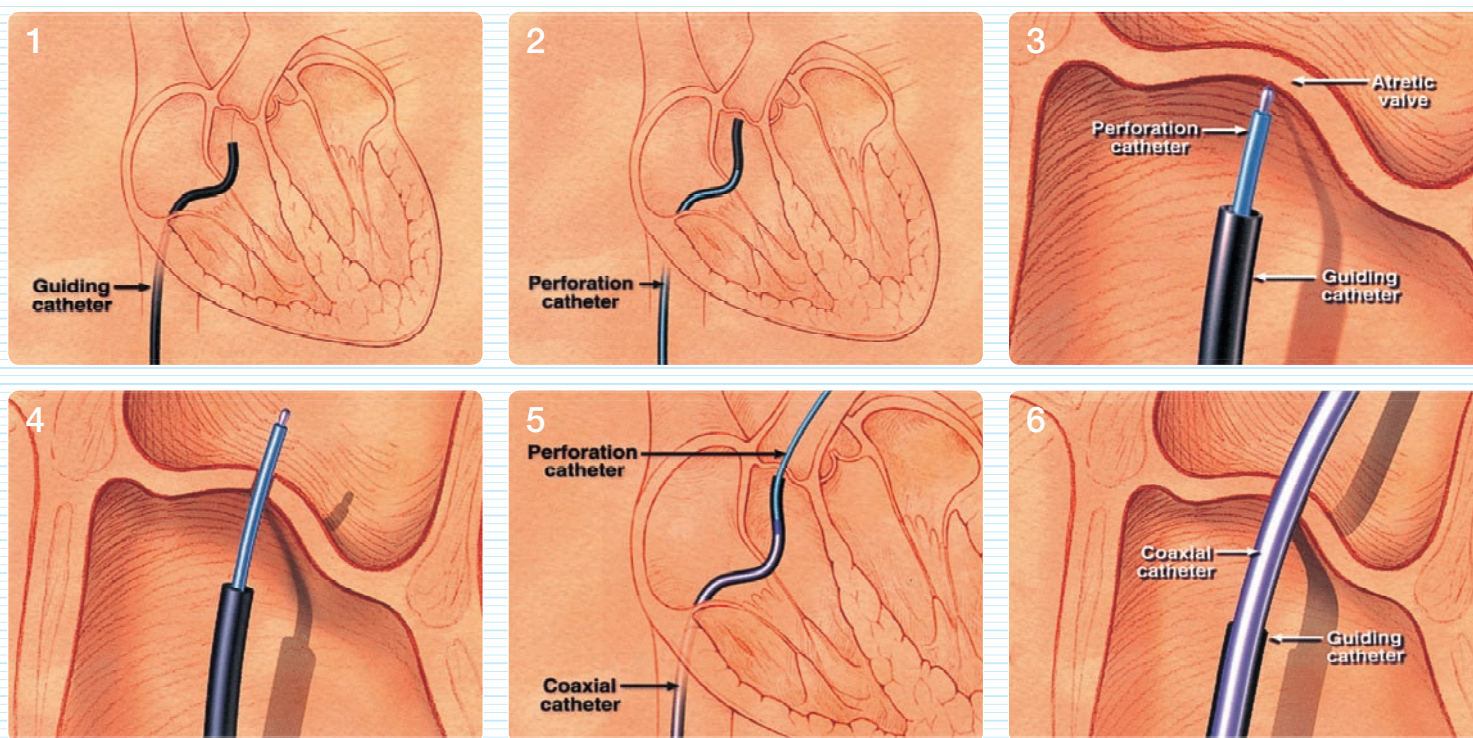 1
Guiding
catheter
2
Perforation
catheter
3
Atretic
valve
Perforation
catheter
Guiding
catheter
4
5
Perforation
catheter
Coaxial
catheter
6
Coaxial
catheter
Guiding
catheter